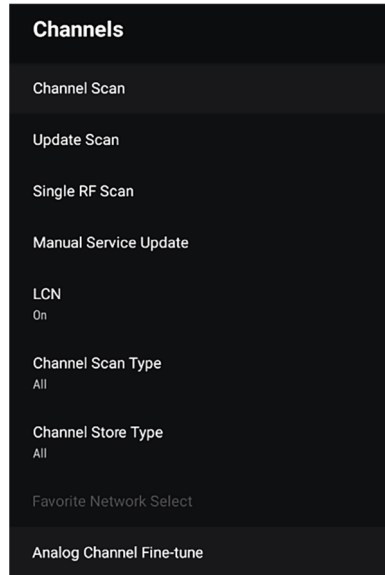 Channels
Channel Scan
Update Scan
Single RF Scan
Manual Service Update
LCN
On
Channel Scan Type
All
Channel Store Type
All
Favorite Network Select
Analog Channel Fine-tune